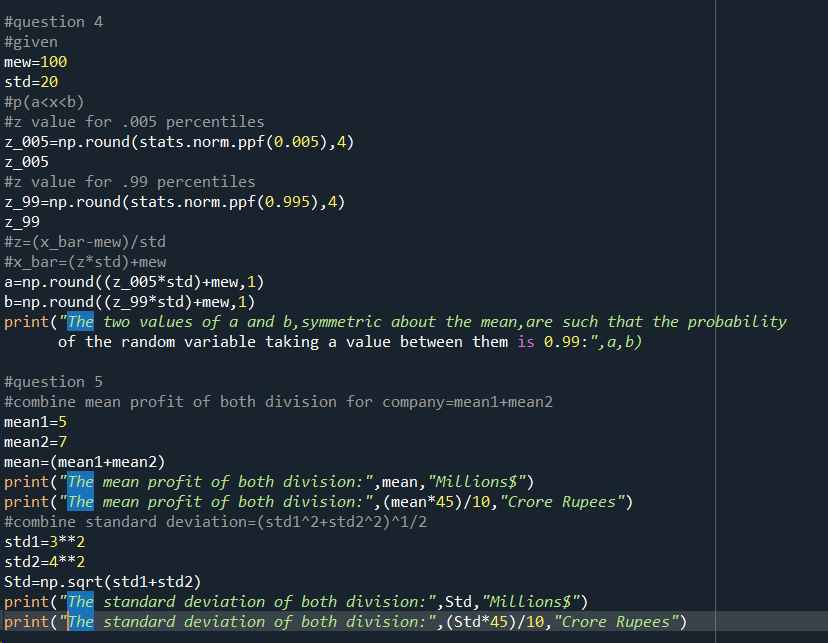 #question 4
#given
mew=100
std=20
#p(a<x<b)
#z value for .005 percentiles
z_005=np.round(stats.norm.ppf(0.005),4)
z_005
#z value for .99 percentiles
z_99=np.round(stats.norm.ppf(0.995),4)
z_99
#z=(x_bar-mew)/std
#x_bar=(z*std)+mew
a=np.round((z_005*std)+mew,1)
b=np.round((z_99*std)+mew,1)
print("The two values of a and b,symmetric about the mean,are such that the probability
of the random variable taking a value between them is 0.99:",a,b)
#question 5
#combine mean profit of both division for company=mean1+mean2
mean1=5
mean2=7
mean=(mean1+mean2)
print("The mean profit of both division:",mean,"Millions$")
print("The mean profit of both division:",(mean*45)/10,"Crore Rupees")
#combine standard deviation=(std1^2+std2^2)^1/2
std1=3**2
std2=4**2
Std=np.sqrt(std1+std2)
print("The standard deviation of both division:",Std,"Millions$")
print("The standard deviation of both division:",(Std*45)/10,"Crore Rupees")